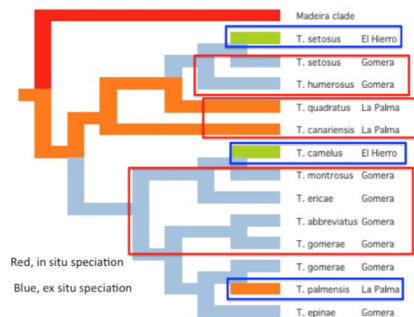 Madeira clade
T. setosus El Hierro
T. setosus Gomera
T. humerosus Gomera
T. quadratus La Palma
T. canariensis La Palma
T. camelus El Hierro
T. montrosus Gomera
T. ericae Gomera
T. abbreviatus Gomera
T. gomerae Gomera
Red, in situ speciation
T. gomerae Gomera
Blue, ex situ speciation
T. palmensis La Palma
T. epinae Gomera